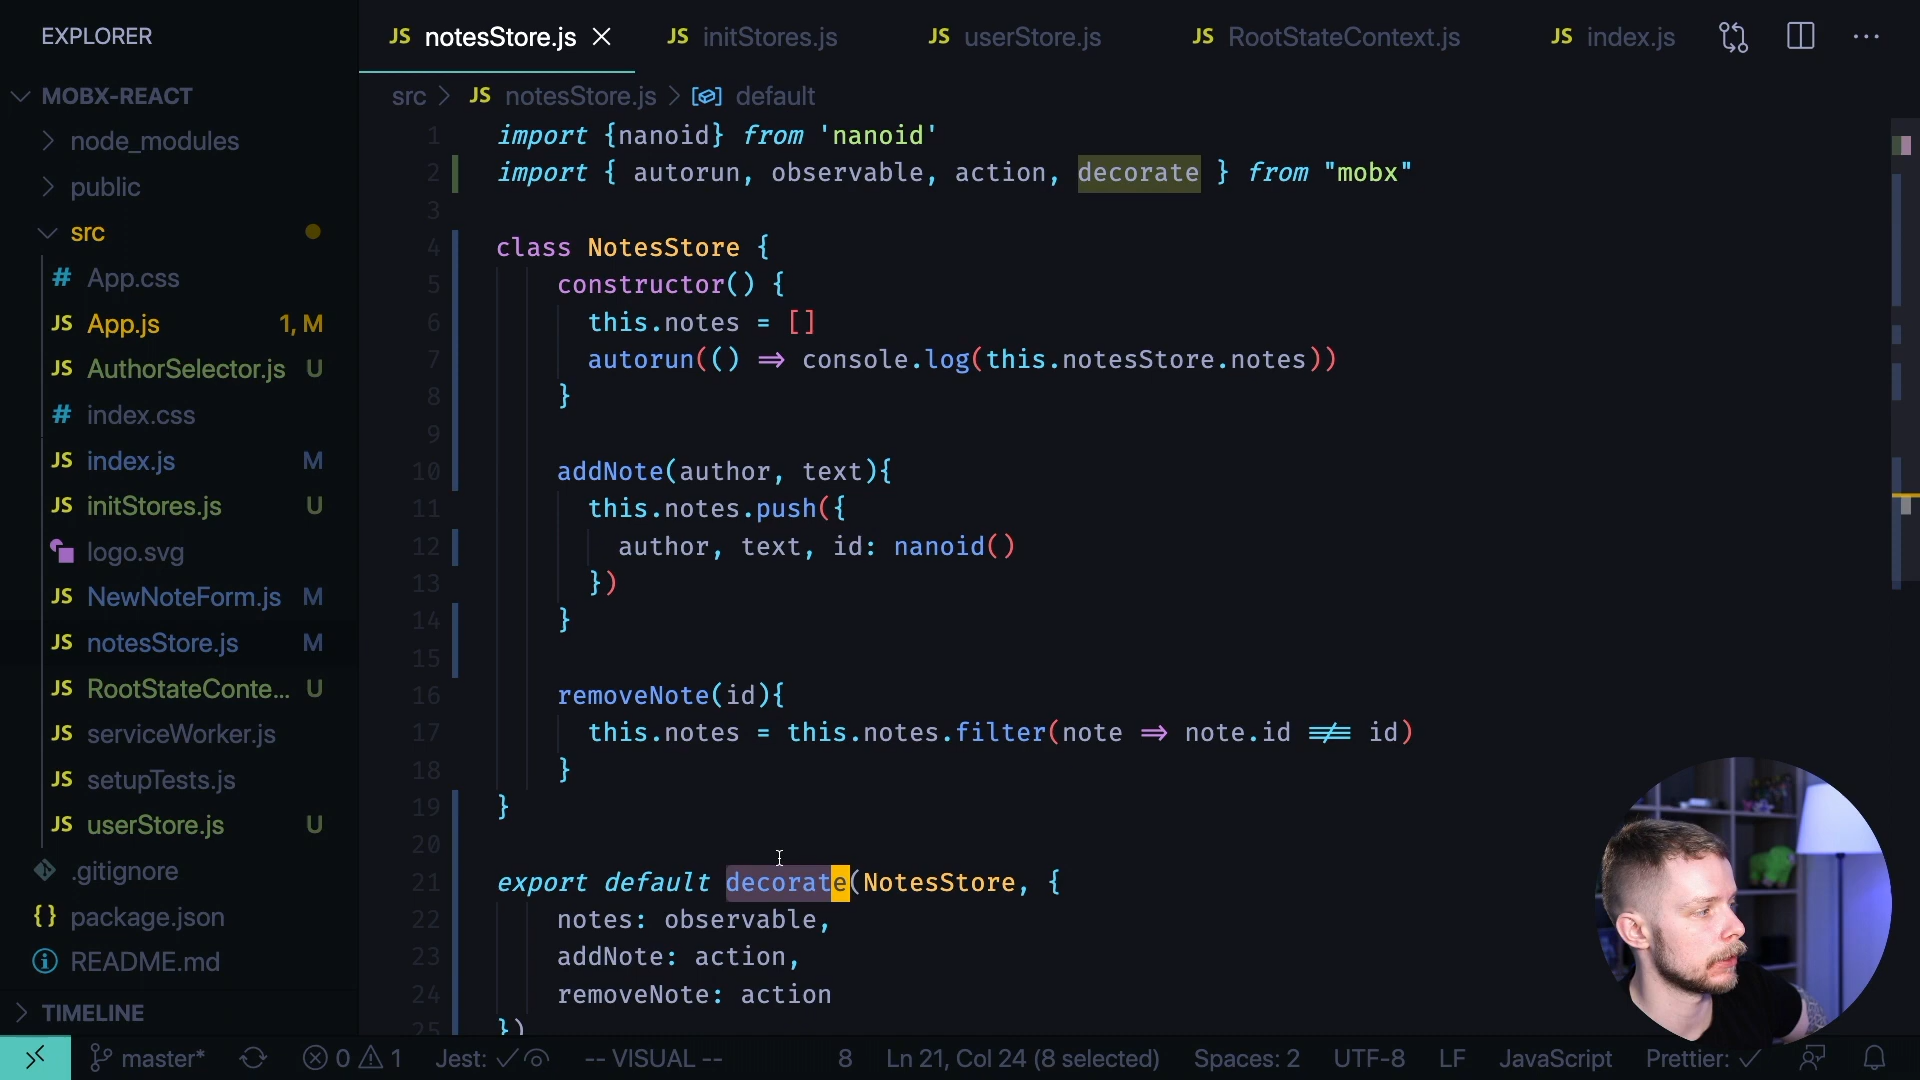 EXPLORER
JS notesStore.js
JS initStores.js
JS userStore.js
JS RootStateContext.js
JS index.js
MOBX-REACT
node_modules
public
src
# App.css
JS App.js 1, M
JS AuthorSelector.js U
# index.css
JS index.js M
JS initStores.js U
logo.svg
JS NewNoteForm.js M
JS notesStore.js M
JS RootStateConte... U
JS serviceWorker.js
JS setupTests.js
JS userStore.js U
.gitignore
{} package.json
README.md
TIMELINE
src > JS notesStore.js > default
1 import {nanoid} from 'nanoid'
2 import { autorun, observable, action, decorate } from "mobx"
3
4 class NotesStore {
5 constructor() {
6 this.notes = []
7 autorun(() => console.log(this.notesStore.notes))
8 }
9
10 addNote(author, text){
11 this.notes.push({
12 author, text, id: nanoid()
13 })
14 }
15
16 removeNote(id){
17 this.notes = this.notes.filter(note => note.id !== id)
18 }
19 }
20
21 export default decorate(NotesStore, {
22 notes: observable,
23 addNote: action,
24 removeNote: action
25 })
master* 0 1 Jest: -- VISUAL -- 8 Ln 21, Col 24 (8 selected) Spaces: 2 UTF-8 LF JavaScript Prettier: ✓